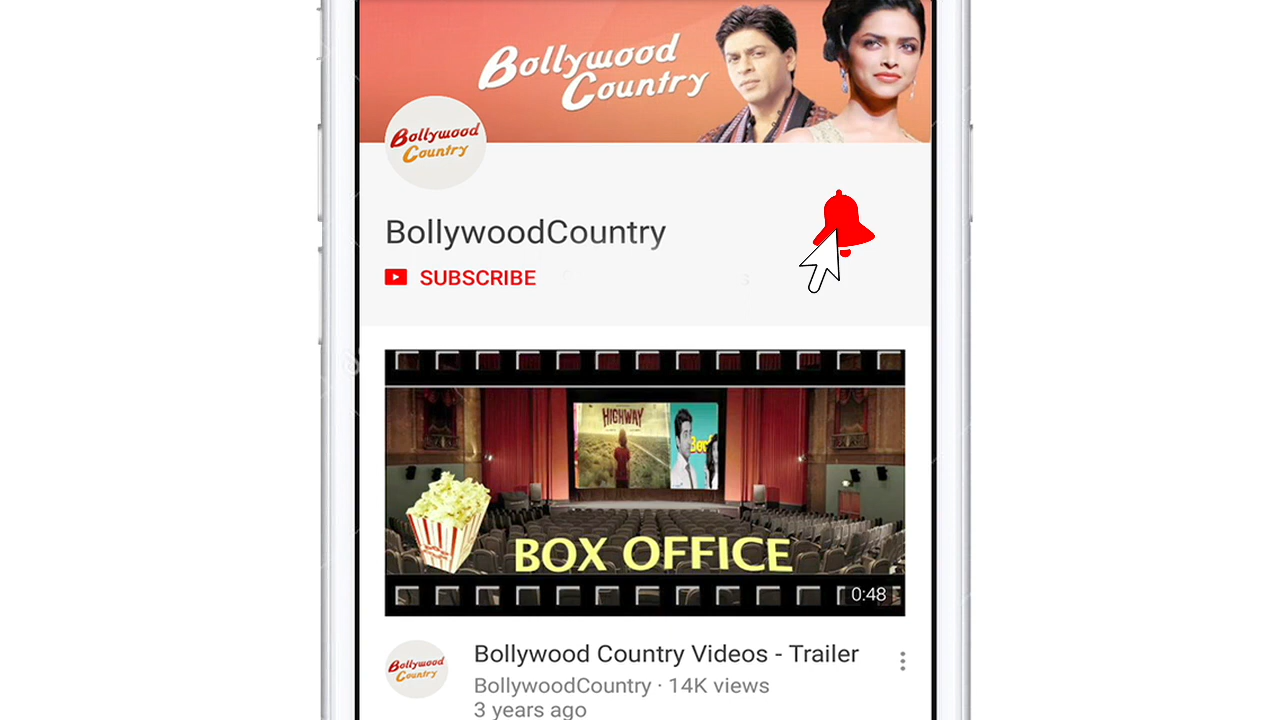 Bollywood
Country
Bollywood
Country
BollywoodCountry
SUBSCRIBE
HIGHWAY
BOX OFFICE
0:48
Bollywood
Country
Bollywood Country Videos - Trailer
BollywoodCountry · 14K views
3 years ago